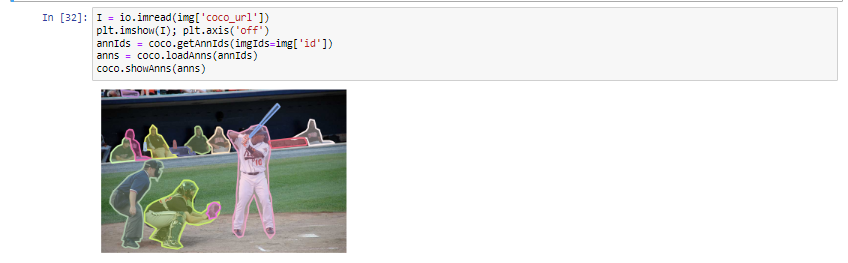 In [32]: I = io.imread(img['coco_url'])
plt.imshow(I); plt.axis('off')
annIds = coco.getAnnIds(imgIds=img['id'])
anns = coco.loadAnns(annIds)
coco.showAnns(anns)
10